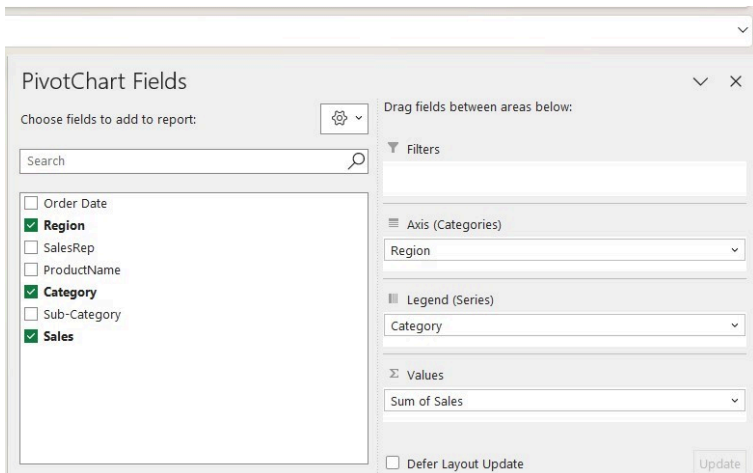 PivotChart Fields
Choose fields to add to report:
Search
Order Date
Region
SalesRep
ProductName
Category
Sub-Category
Sales
Drag fields between areas below:
Filters
Axis (Categories)
Region
Legend (Series)
Category
Σ Values
Sum of Sales
Defer Layout Update
Update